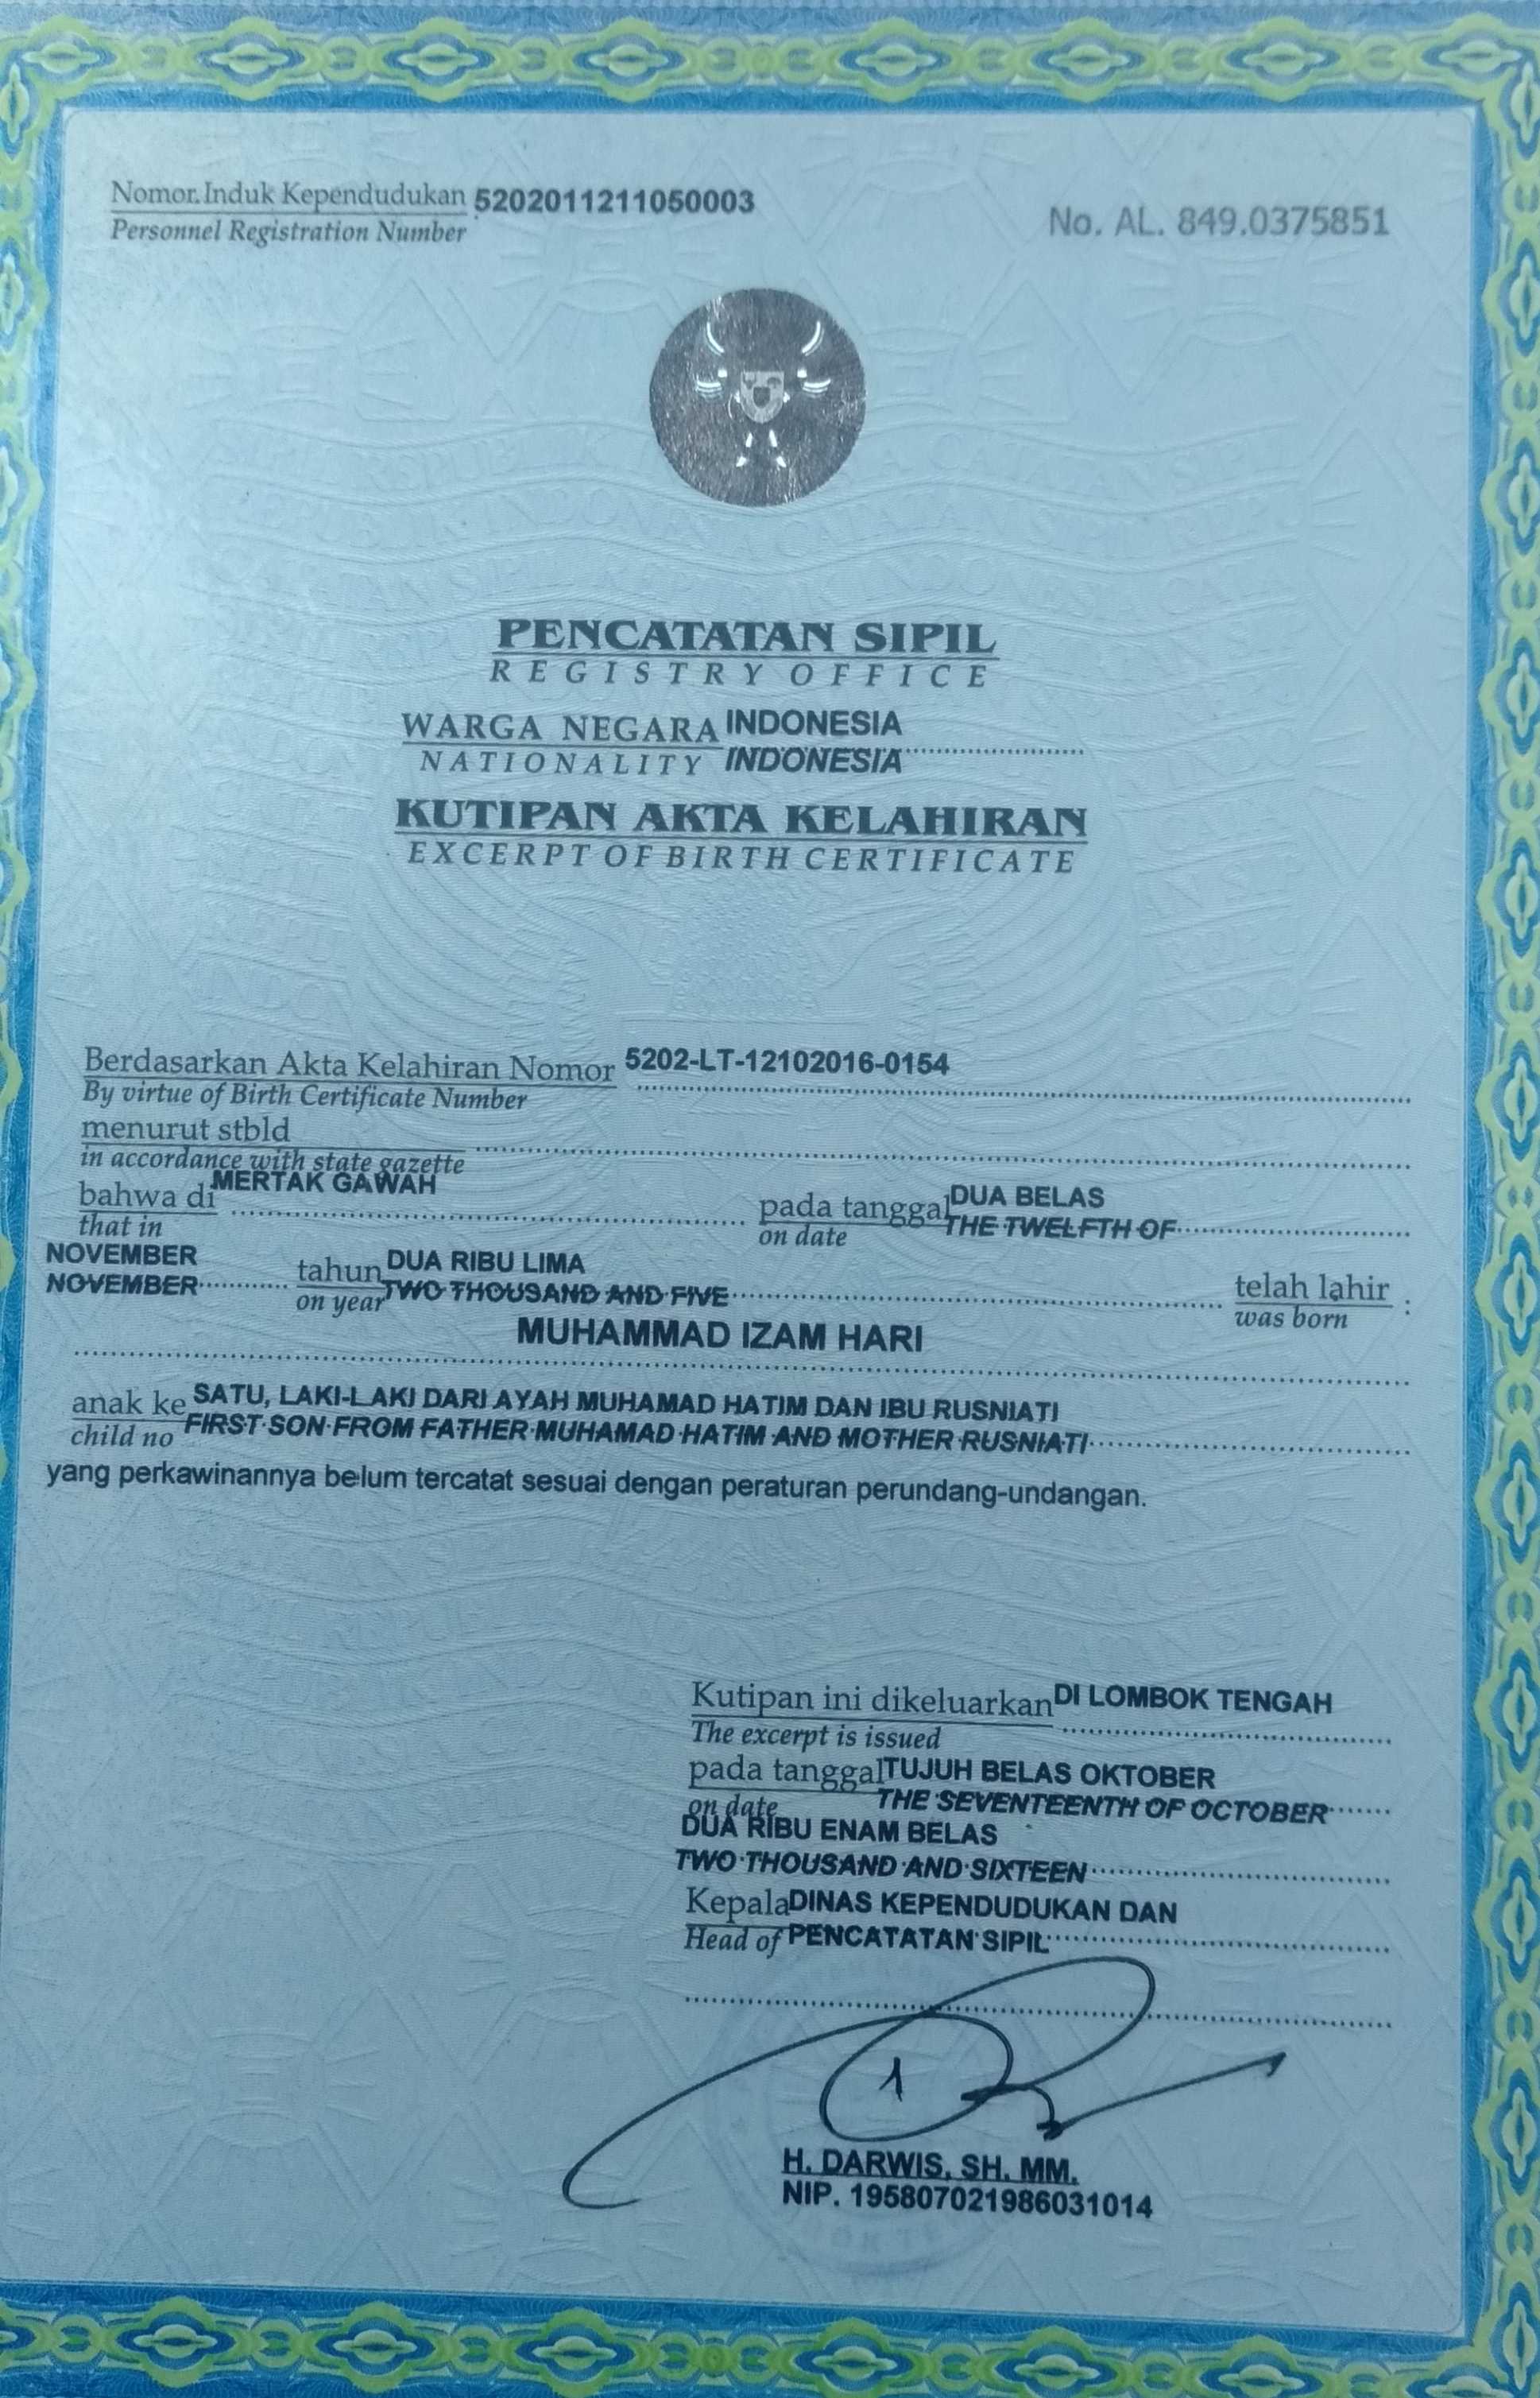 Nomor Induk Kependudukan 5202011211050003
Personnel Registration Number
No. AL. 849.0375851
PENCATATAN SIPIL
REGISTRY OFFICE
WARGA NEGARA INDONESIA
NATIONALITY INDONESIA
KUTIPAN AKTA KELAHIRAN
EXCERPT OF BIRTH CERTIFICATE
Berdasarkan Akta Kelahiran Nomor 5202-LT-12102016-0154
By virtue of Birth Certificate Number
menurut stbld
in accordance with state gazette
bahwa di MERTAK GAWAH pada tanggal DUA BELAS
that in on date THE TWELFTH OF
NOVEMBER tahun DUA RIBU LIMA telah lahir :
NOVEMBER on year TWO THOUSAND AND FIVE was born
MUHAMMAD IZAM HARI
anak ke SATU, LAKI-LAKI DARI AYAH MUHAMAD HATIM DAN IBU RUSNIATI
child no FIRST SON FROM FATHER MUHAMAD HATIM AND MOTHER RUSNIATI
yang perkawinannya belum tercatat sesuai dengan peraturan perundang-undangan.
Kutipan ini dikeluarkan DI LOMBOK TENGAH
The excerpt is issued
pada tanggal TUJUH BELAS OKTOBER
on date THE SEVENTEENTH OF OCTOBER
DUA RIBU ENAM BELAS
TWO THOUSAND AND SIXTEEN
Kepala DINAS KEPENDUDUKAN DAN
Head of PENCATATAN SIPIL
H. DARWIS, SH. MM.
NIP. 195807021986031014